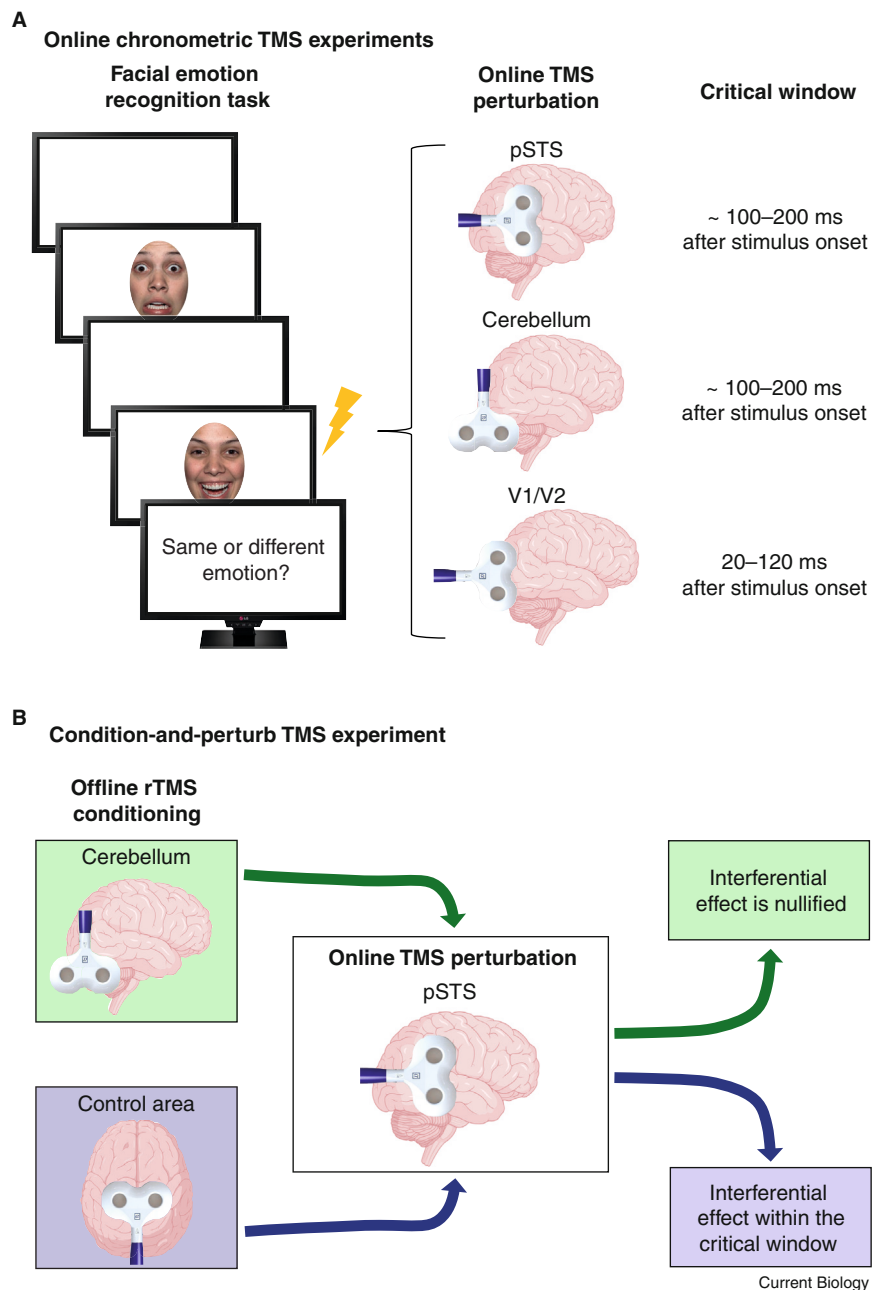 A
Online chronometric TMS experiments
Facial emotion
recognition task
Online TMS
perturbation
Critical window
pSTS
~ 100–200 ms
after stimulus onset
Cerebellum
~ 100–200 ms
after stimulus onset
V1/V2
20–120 ms
after stimulus onset
Same or different
emotion?
B
Condition-and-perturb TMS experiment
Offline rTMS
conditioning
Cerebellum
Interferential
effect is nullified
Online TMS perturbation
pSTS
Control area
Interferential
effect within the
critical window
Current Biology